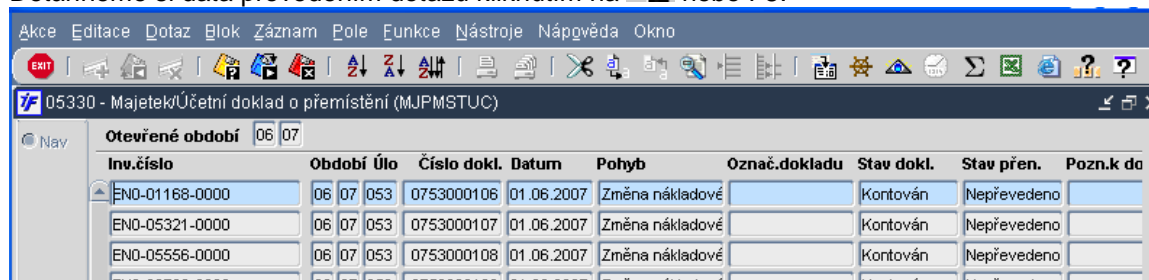 Akce Editace Dotaz Blok Záznam Pole Funkce Nástroje Nápověda Okno
EXIT
05330 - Majetek/Účetní doklad o přemístění (MJPMSTUC)
Nav
Otevřené období 06 07
Inv.číslo Období Úlo Číslo dokl. Datum Pohyb Označ.dokladu Stav dokl. Stav přen. Pozn.k do
EN0-01168-0000 06 07 053 0753000106 01.06.2007 Změna nákladové Kontován Nepřevedeno
EN0-05321-0000 06 07 053 0753000107 01.06.2007 Změna nákladové Kontován Nepřevedeno
EN0-05556-0000 06 07 053 0753000108 01.06.2007 Změna nákladové Kontován Nepřevedeno